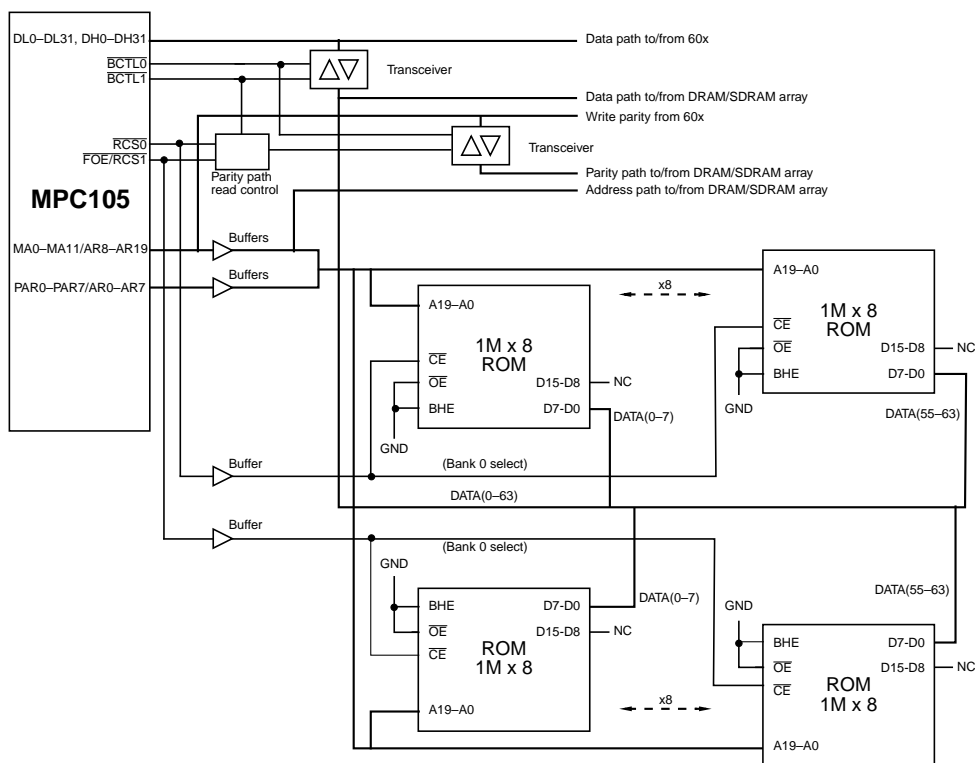 DL0–DL31, DH0–DH31
BCTL0
BCTL1
RCS0
FOE/RCS1
MPC105
MA0–MA11/AR8–AR19
PAR0–PAR7/AR0–AR7
Transceiver
Data path to/from 60x
Data path to/from DRAM/SDRAM array
Write parity from 60x
Transceiver
Parity path to/from DRAM/SDRAM array
Address path to/from DRAM/SDRAM array
Parity path
read control
Buffers
Buffers
A19–A0
1M x 8
ROM
CE
OE
BHE
D15-D8
D7-D0
NC
GND
DATA(0–7)
x8
A19–A0
1M x 8
ROM
CE
OE
BHE
D15-D8
D7-D0
NC
GND
DATA(55–63)
Buffer
(Bank 0 select)
DATA(0–63)
Buffer
(Bank 0 select)
GND
BHE
OE
CE
D7-D0
D15-D8
NC
ROM
1M x 8
A19–A0
DATA(0–7)
x8
GND
DATA(55–63)
BHE
OE
CE
D7-D0
D15-D8
NC
ROM
1M x 8
A19–A0